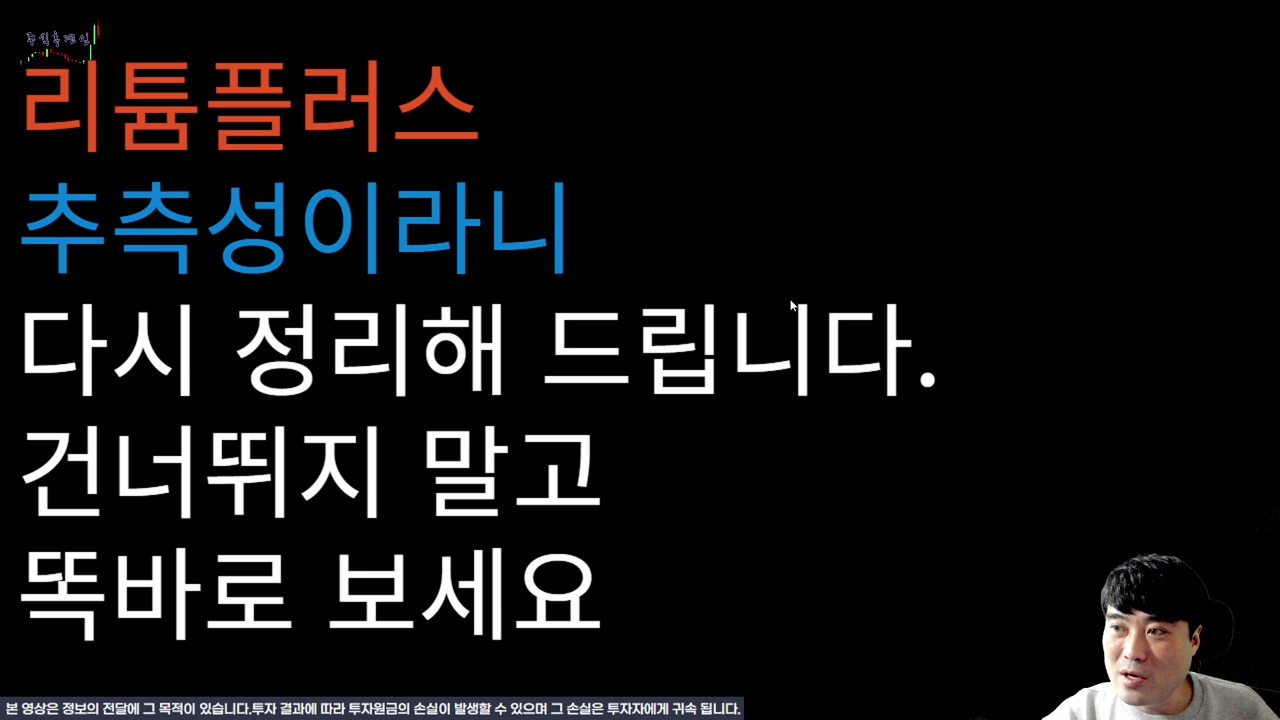 리튬플러스
추측성이라니
다시 정리해 드립니다.
건너뛰지 말고
똑바로 보세요
본 영상은 정보의 전달에 그 목적이 있습니다.투자 결과에 따라 투자원금의 손실이 발생할 수 있으며 그 손실은 투자자에게 귀속 됩니다.